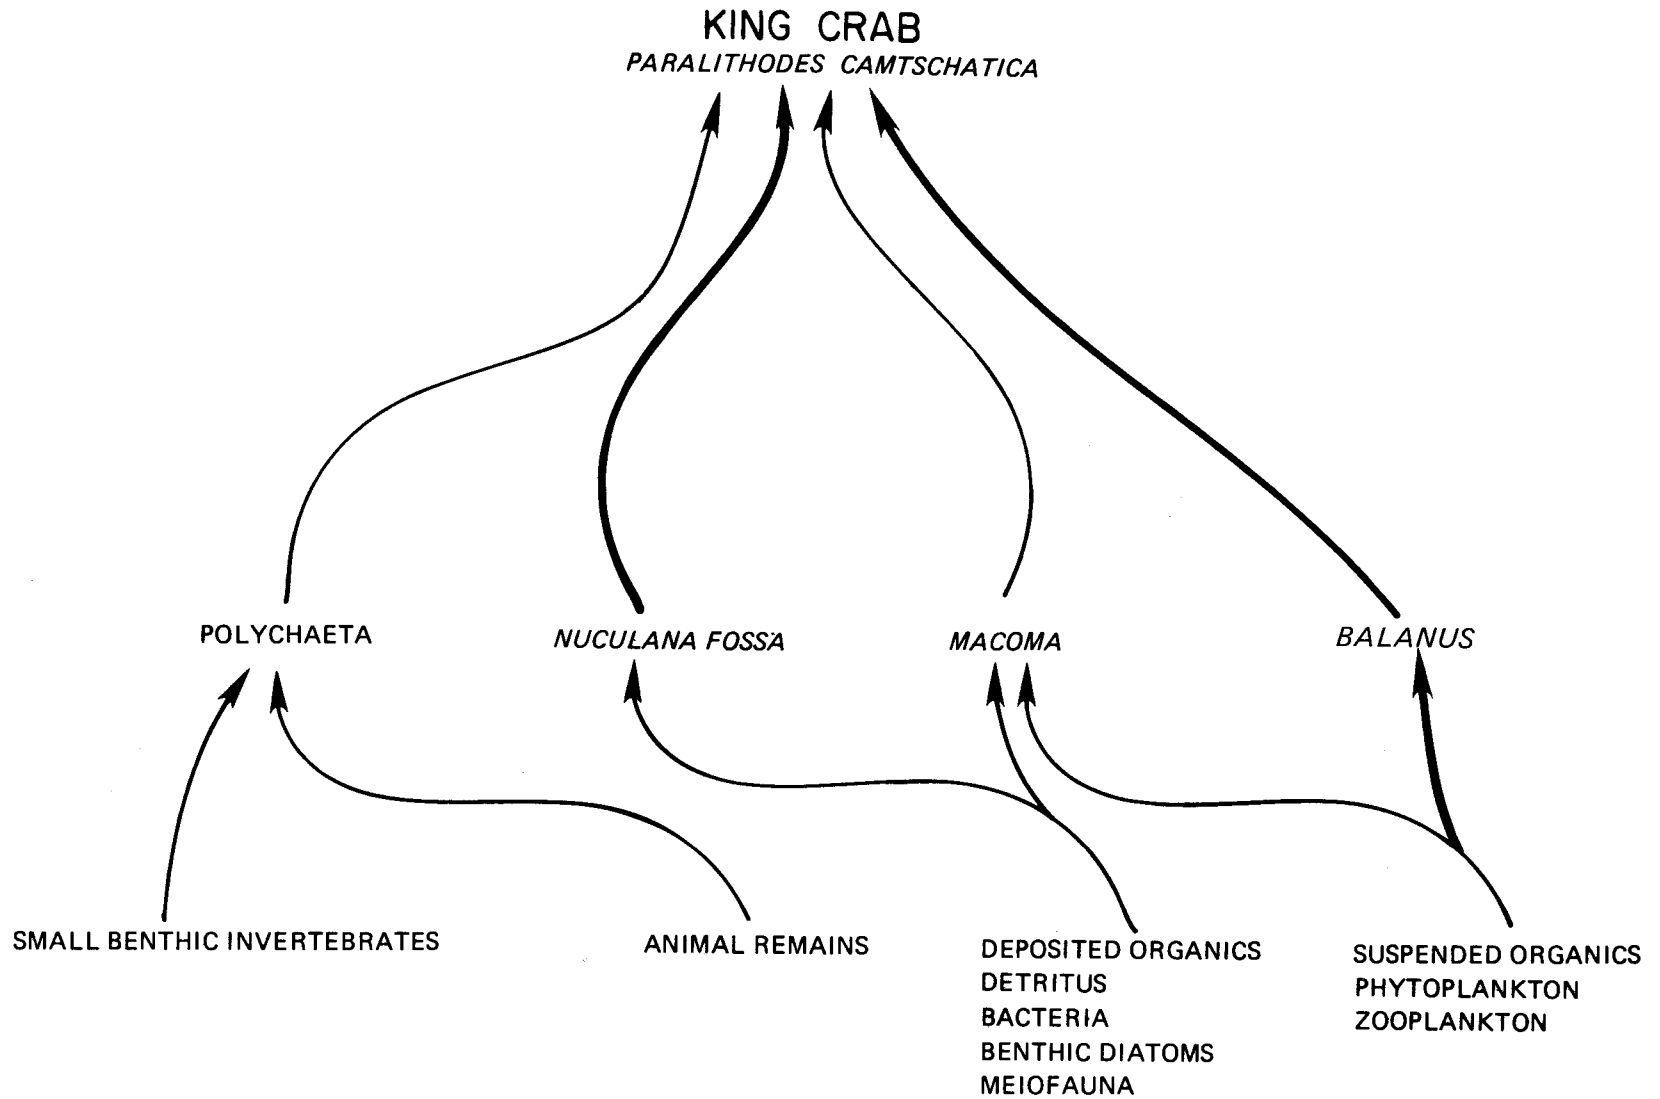 KING CRAB
PARALITHODES CAMTSCHATICA
POLYCHAETA
NUCULANA FOSSA
MACOMA
BALANUS
SMALL BENTHIC INVERTEBRATES
ANIMAL REMAINS
DEPOSITED ORGANICS
DETRITUS
BACTERIA
BENTHIC DIATOMS
MEIOFAUNA
SUSPENDED ORGANICS
PHYTOPLANKTON
ZOOPLANKTON